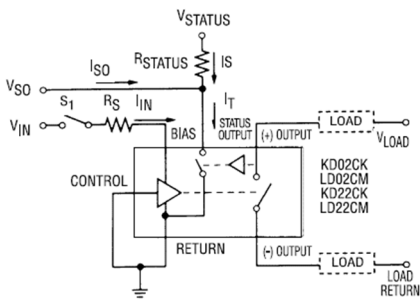 VSTATUS
RSTATUS
IS
ISO
VSO
S1
RS
IIN
IT
VIN
BIAS
STATUS OUTPUT
(+) OUTPUT
LOAD
VLOAD
CONTROL
KD02CK
LD02CM
KD22CK
LD22CM
RETURN
(-) OUTPUT
LOAD
LOAD RETURN